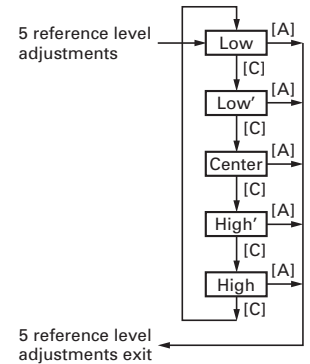 5 reference level
adjustments
Low
[A]
[C]
Low’
[A]
[C]
Center
[A]
[C]
High’
[A]
[C]
High
[A]
[C]
5 reference level
adjustments exit